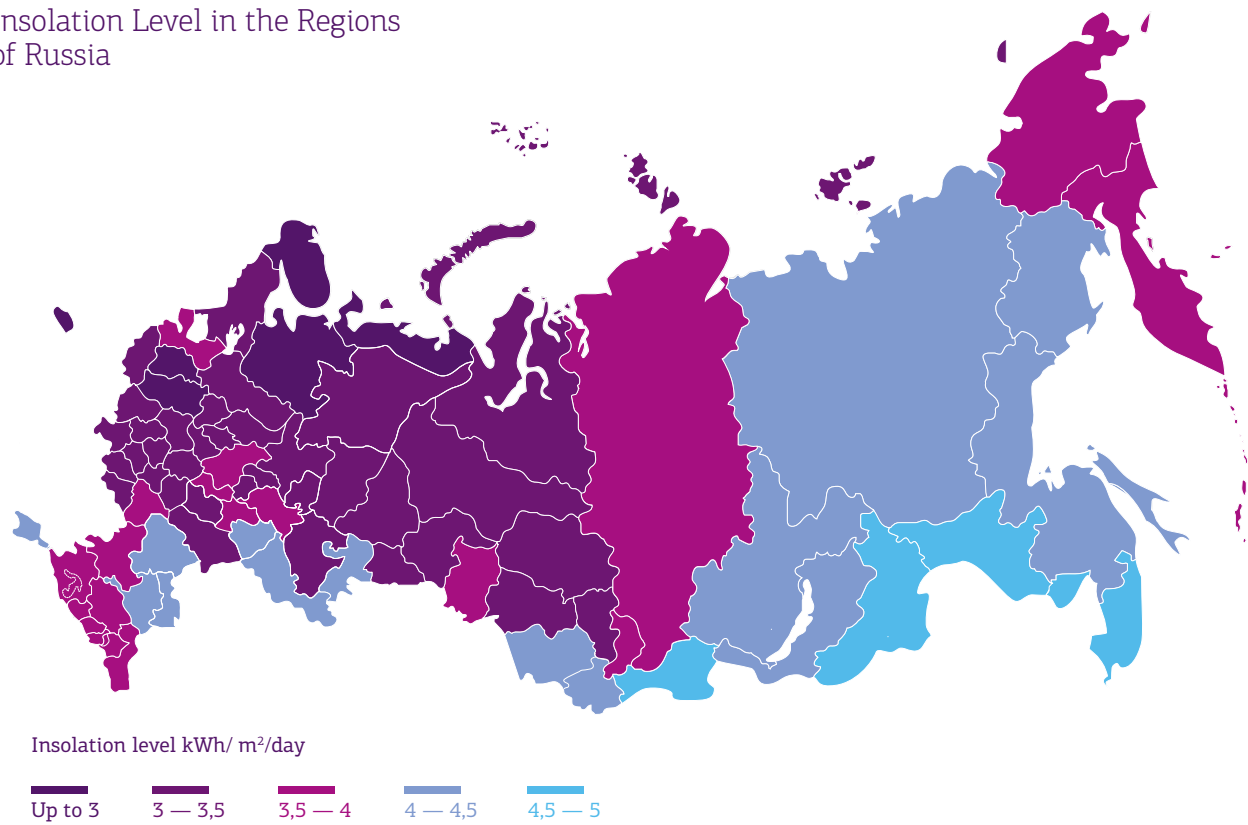 nsolation Level in the Regions
of Russia
Insolation level kWh/ m²/day
Up to 3
3 — 3,5
3,5 — 4
4 — 4,5
4,5 — 5